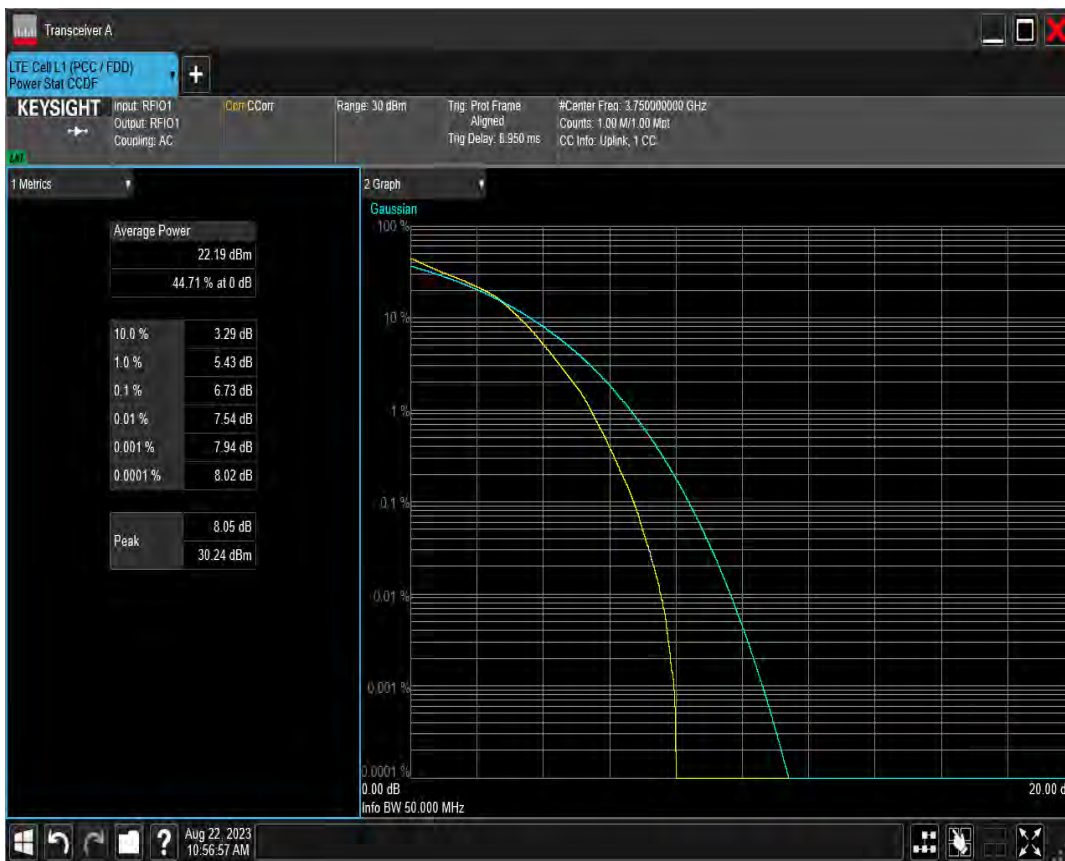 Transceiver A
LTE Cell L1 (PCC / FDD)
Power Stat CCDF
+
KEYSIGHT
Input: RFIO1
Output: RFIO1
Coupling: AC
Corr CCorr
Range: 30 dBm
Trig: Prot Frame
Aligned
Trig Delay: 8.950 ms
#Center Freq: 3.750000000 GHz
Counts: 1.00 M/1.00 Mpt
CC Info: Uplink, 1 CC
1 Metrics
Average Power
22.19 dBm
44.71 % at 0 dB
10.0 % 3.29 dB
1.0 % 5.43 dB
0.1 % 6.73 dB
0.01 % 7.54 dB
0.001 % 7.94 dB
0.0001 % 8.02 dB
Peak
8.05 dB
30.24 dBm
2 Graph
Gaussian
100 %
10 %
1 %
0.1 %
0.01 %
0.001 %
0.0001 %
0.00 dB
20.00 d
Info BW 50.000 MHz
?
Aug 22, 2023
10:56:57 AM